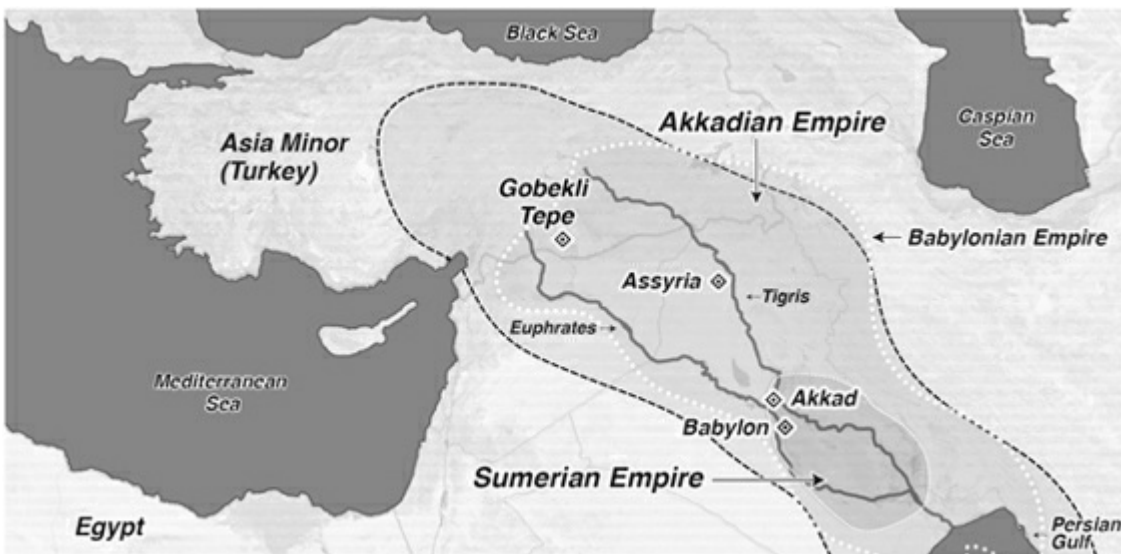 Black Sea
Caspian
Sea
Akkadian Empire
Asia Minor
(Turkey)
Gobekli
Tepe
Babylonian Empire
Assyria
Tigris
Euphrates
Mediterranean
Sea
Akkad
Babylon
Sumerian Empire
Egypt
Persian
Gulf